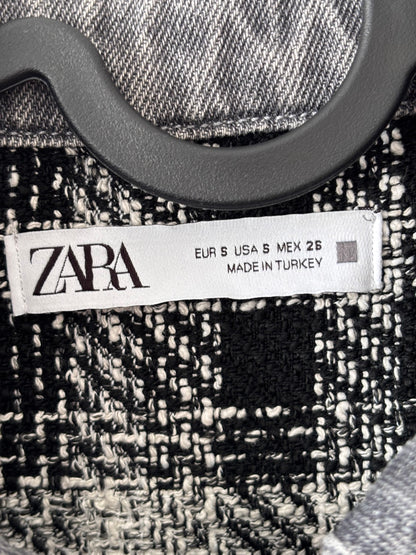 ZARA
EUR S USA S MEX 26
MADE IN TURKEY